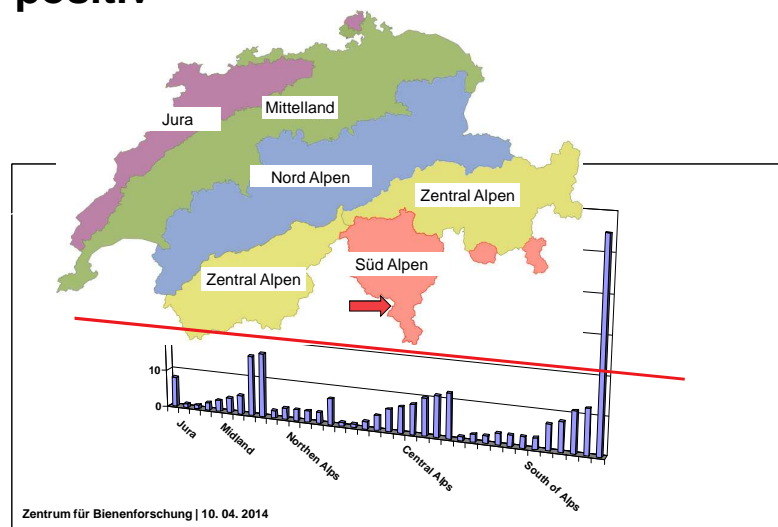 positiv
Jura
Mittelland
Nord Alpen
Zentral Alpen
Süd Alpen
Zentral Alpen
10
0
Jura
Midland
Northen Alps
Central Alps
South of Alps
Zentrum für Bienenforschung | 10. 04. 2014